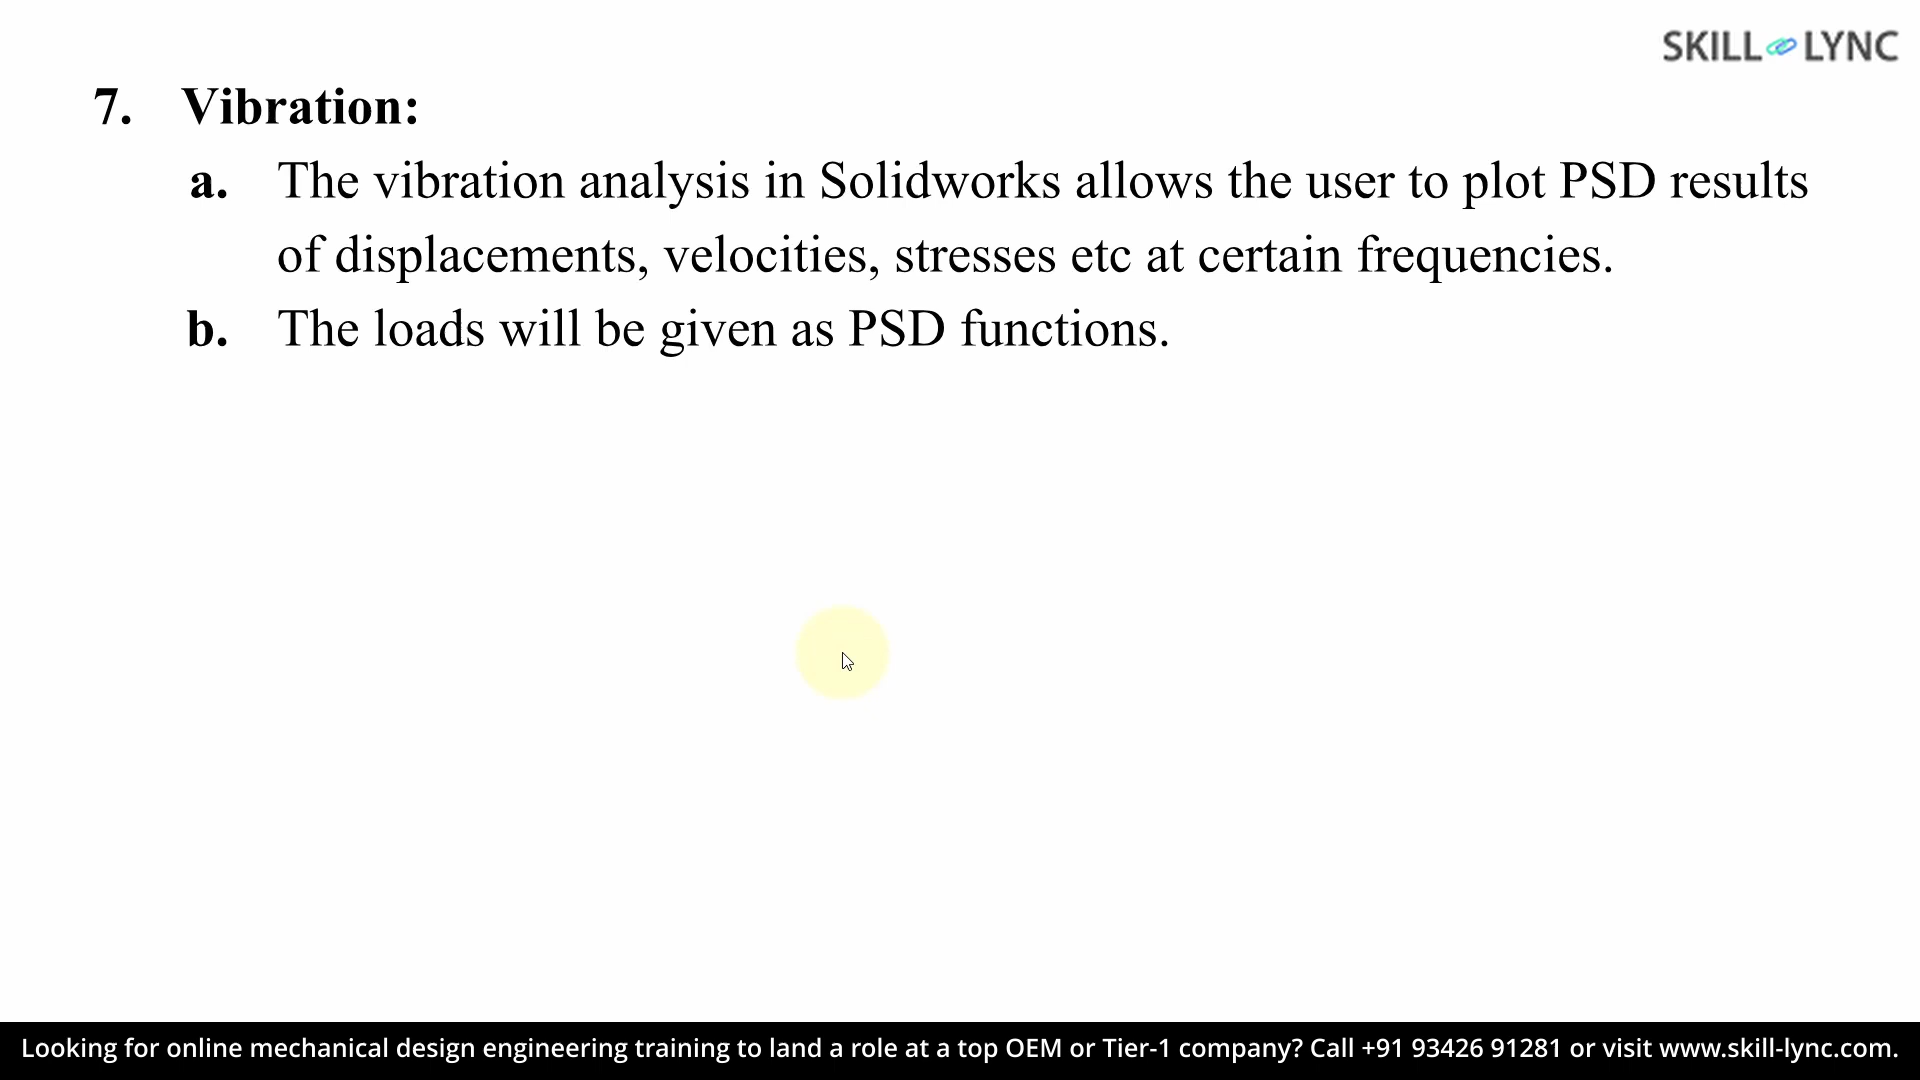 SKILL LYNC
7. Vibration:
a. The vibration analysis in Solidworks allows the user to plot PSD results
of displacements, velocities, stresses etc at certain frequencies.
b. The loads will be given as PSD functions.
Looking for online mechanical design engineering training to land a role at a top OEM or Tier-1 company? Call +91 93426 91281 or visit www.skill-lync.com.